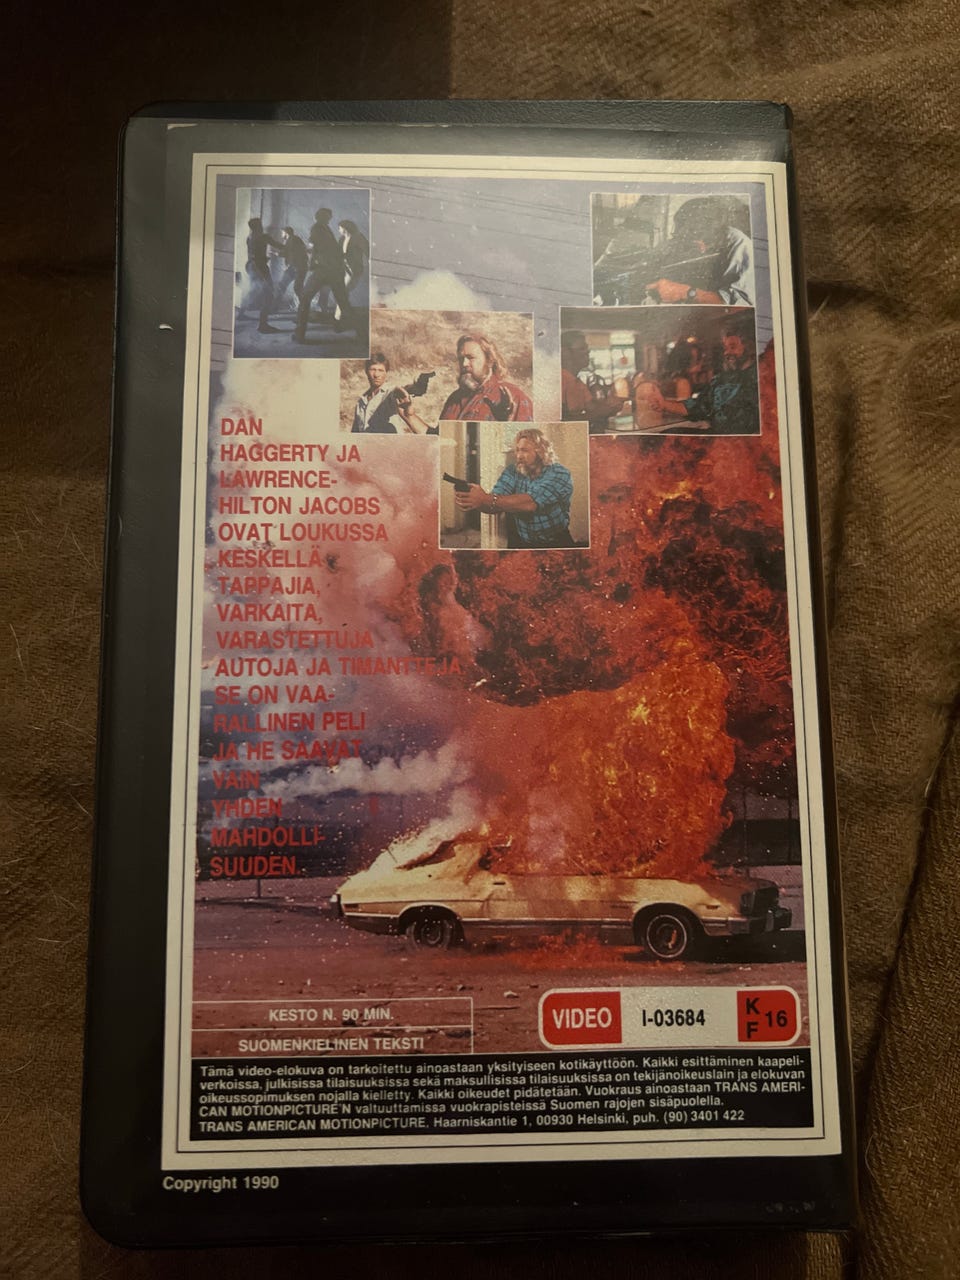 DAN
HAGGERTY JA
LAWRENCE-
HILTON JACOBS
OVAT LOUKUSSA
KESKELLÄ
TAPPAJIA,
VARKAITA,
VARASTETTUJA
AUTOJA JA TIMANTTEJA
SE ON VAA-
RALLINEN PELI
JA HE SAAVAT
VAIN
YHDEN
MAHDOLLI-
SUUDEN
KESTO N. 90 MIN.
SUOMENKIELINEN TEKSTI
VIDEO I-03684 K F 16
Tämä video-elokuva on tarkoitettu ainoastaan yksityiseen kotikäyttöön. Kaikki esittäminen kaapeli-
verkoissa, julkisissa tilaisuuksissa sekä maksullisissa tilaisuuksissa on tekijänoikeuslain ja elokuvan
oikeussopimuksen nojalla kielletty. Kaikki oikeudet pidätetään. Vuokraus ainoastaan TRANS AMERI-
CAN MOTIONPICTURE'N valtuuttamissa vuokrapisteissä Suomen rajojen sisäpuolella.
TRANS AMERICAN MOTIONPICTURE, Haarniskantie 1, 00930 Helsinki, puh. (90) 3401 422
Copyright 1990